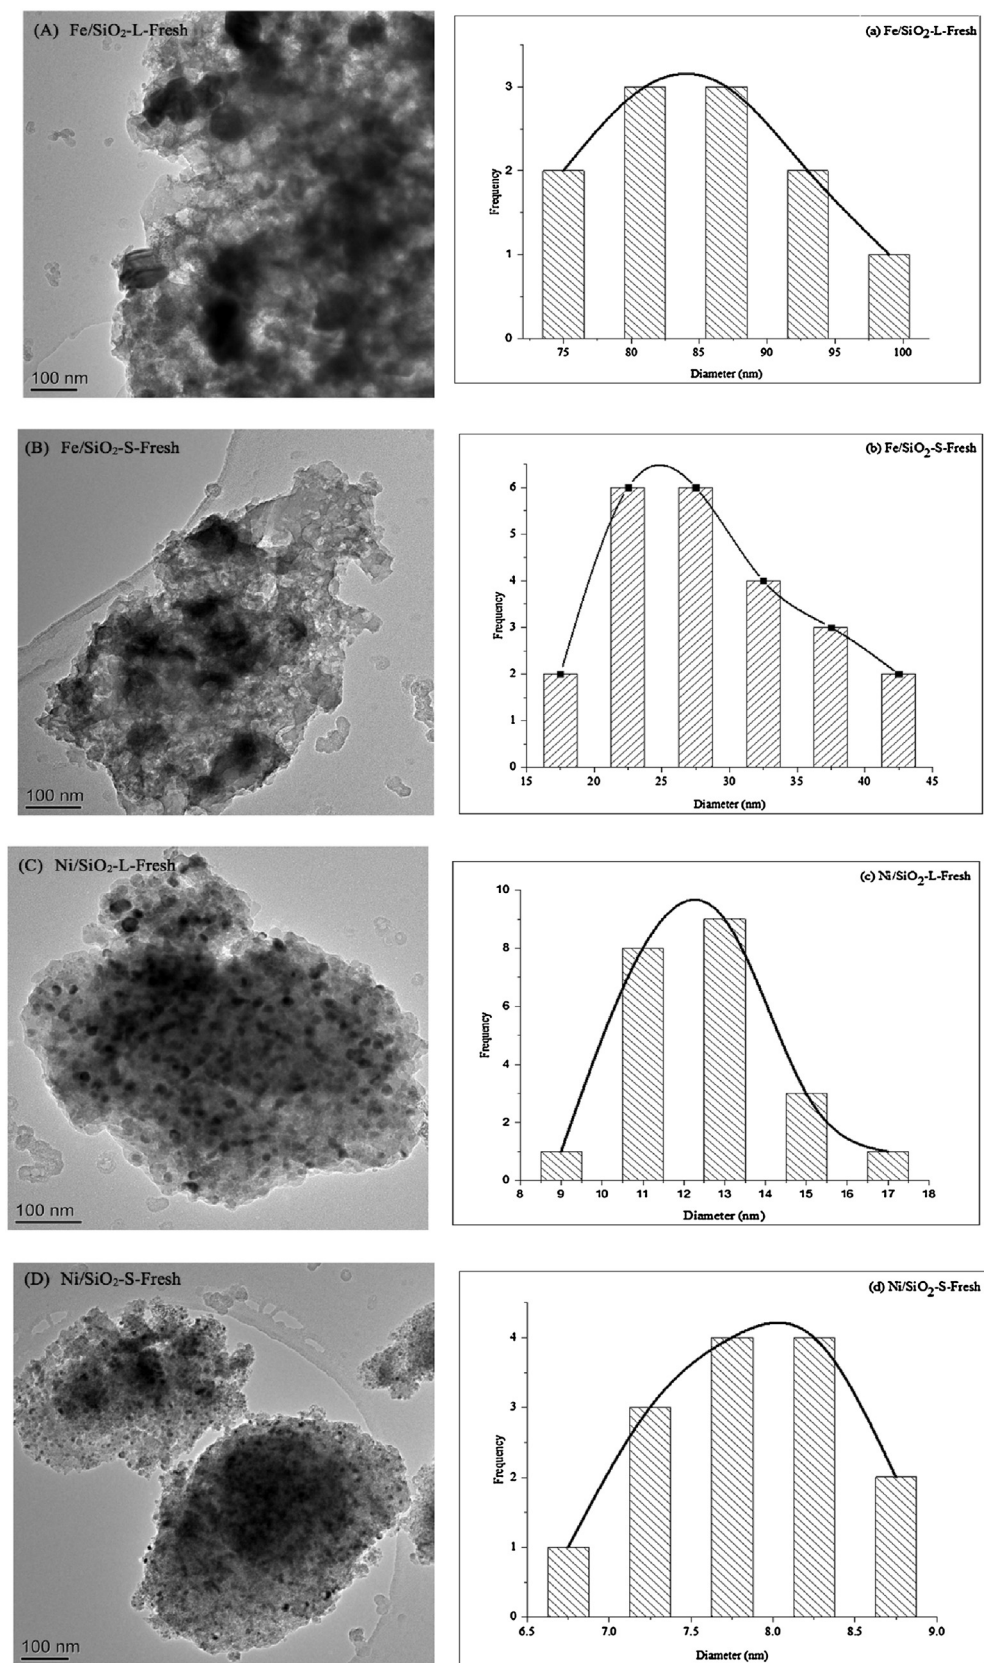 (A) Fe/SiO₂-L-Fresh
100 nm
(a) Fe/SiO₂-L-Fresh
Frequency
3
2
1
0
75 80 85 90 95 100
Diameter (nm)
(B) Fe/SiO₂-S-Fresh
100 nm
(b) Fe/SiO₂-S-Fresh
Frequency
6
5
4
3
2
1
0
15 20 25 30 35 40 45
Diameter (nm)
(C) Ni/SiO₂-L-Fresh
100 nm
(c) Ni/SiO₂-L-Fresh
Frequency
10
8
6
4
2
0
8 9 10 11 12 13 14 15 16 17 18
Diameter (nm)
(D) Ni/SiO₂-S-Fresh
100 nm
(d) Ni/SiO₂-S-Fresh
Frequency
4
3
2
1
0
6.5 7.0 7.5 8.0 8.5 9.0
Diameter (nm)